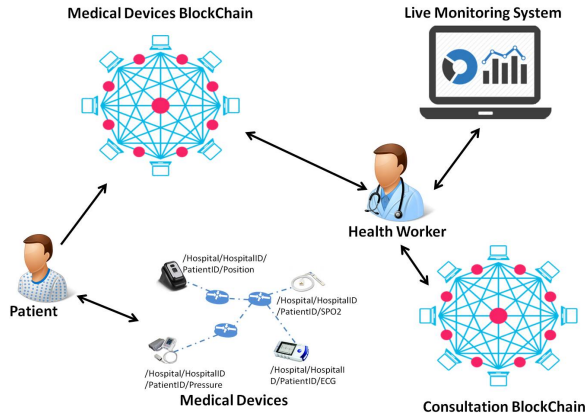 Medical Devices BlockChain
Live Monitoring System
Health Worker
Patient
/Hospital/HospitalID/
PatientID/Position
/Hospital/HospitalID
/PatientID/SPO2
/Hospital/HospitalID
/PatientID/Pressure
/Hospital/HospitalI
D/PatientID/ECG
Medical Devices
Consultation BlockChain